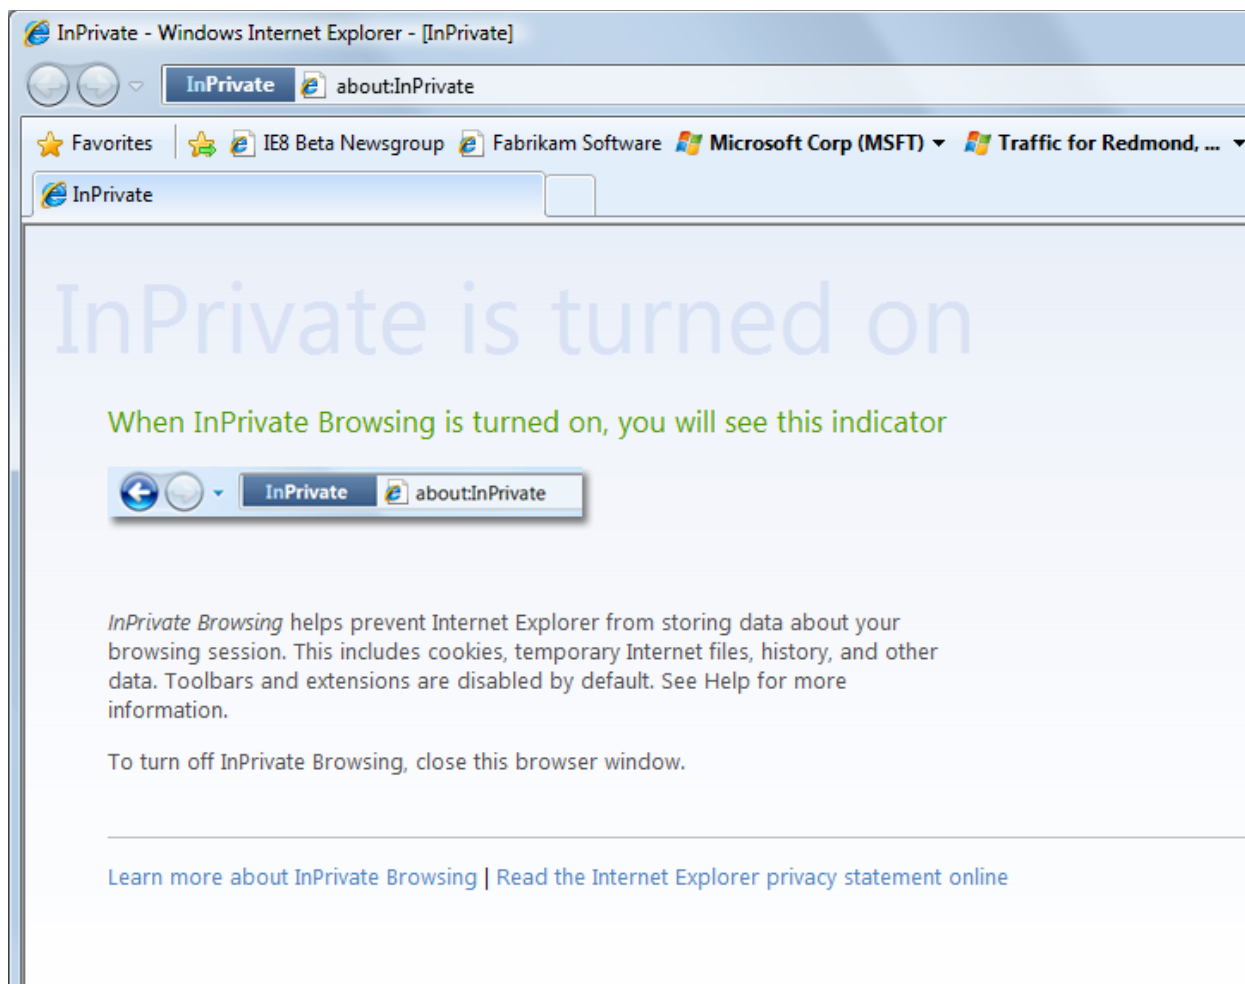 InPrivate - Windows Internet Explorer - [InPrivate]
InPrivate about:InPrivate
Favorites IE8 Beta Newsgroup Fabrikam Software Microsoft Corp (MSFT) Traffic for Redmond, ...
InPrivate
InPrivate is turned on
When InPrivate Browsing is turned on, you will see this indicator
InPrivate about:InPrivate
InPrivate Browsing helps prevent Internet Explorer from storing data about your
browsing session. This includes cookies, temporary Internet files, history, and other
data. Toolbars and extensions are disabled by default. See Help for more
information.
To turn off InPrivate Browsing, close this browser window.
Learn more about InPrivate Browsing | Read the Internet Explorer privacy statement online